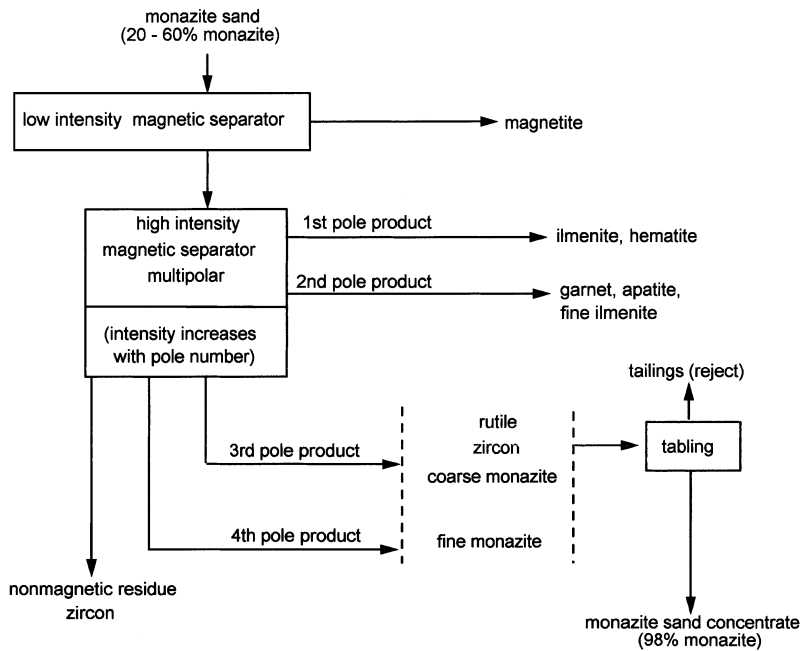 monazite sand
(20 - 60% monazite)
low intensity magnetic separator
magnetite
high intensity
magnetic separator
multipolar
1st pole product
ilmenite, hematite
2nd pole product
garnet, apatite,
fine ilmenite
(intensity increases
with pole number)
tailings (reject)
tabling
3rd pole product
rutile
zircon
coarse monazite
4th pole product
fine monazite
nonmagnetic residue
zircon
monazite sand concentrate
(98% monazite)